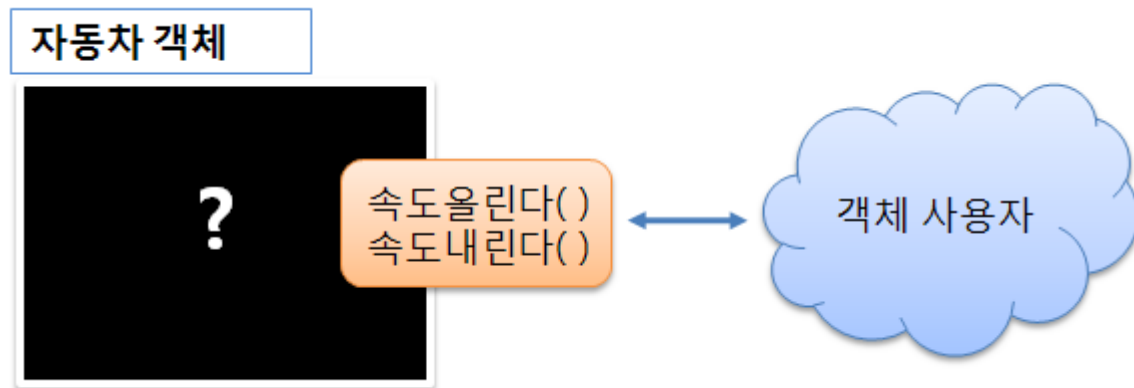 자동차 객체
?
속도올린다( )
속도내린다( )
객체 사용자